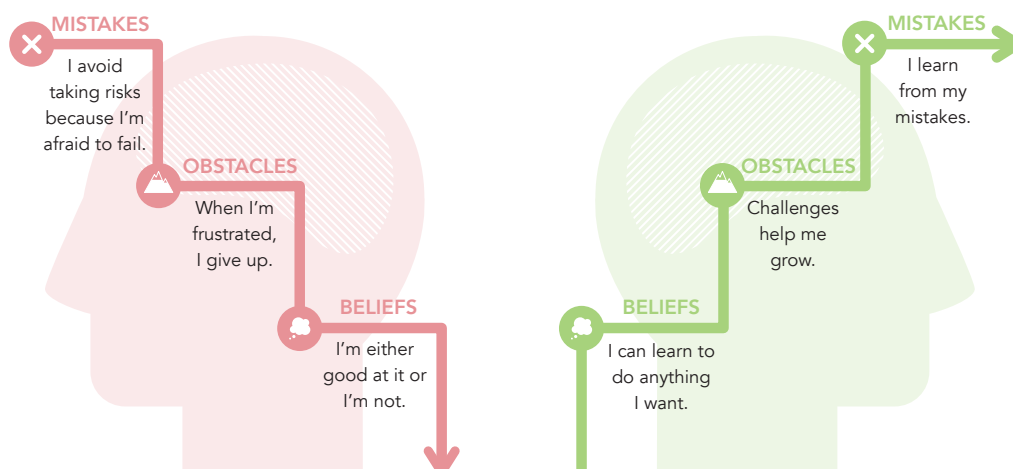 MISTAKES
I avoid
taking risks
because I'm
afraid to fail.
OBSTACLES
When I'm
frustrated,
I give up.
BELIEFS
I'm either
good at it or
I'm not.
MISTAKES
I learn
from my
mistakes.
OBSTACLES
Challenges
help me
grow.
BELIEFS
I can learn to
do anything
I want.